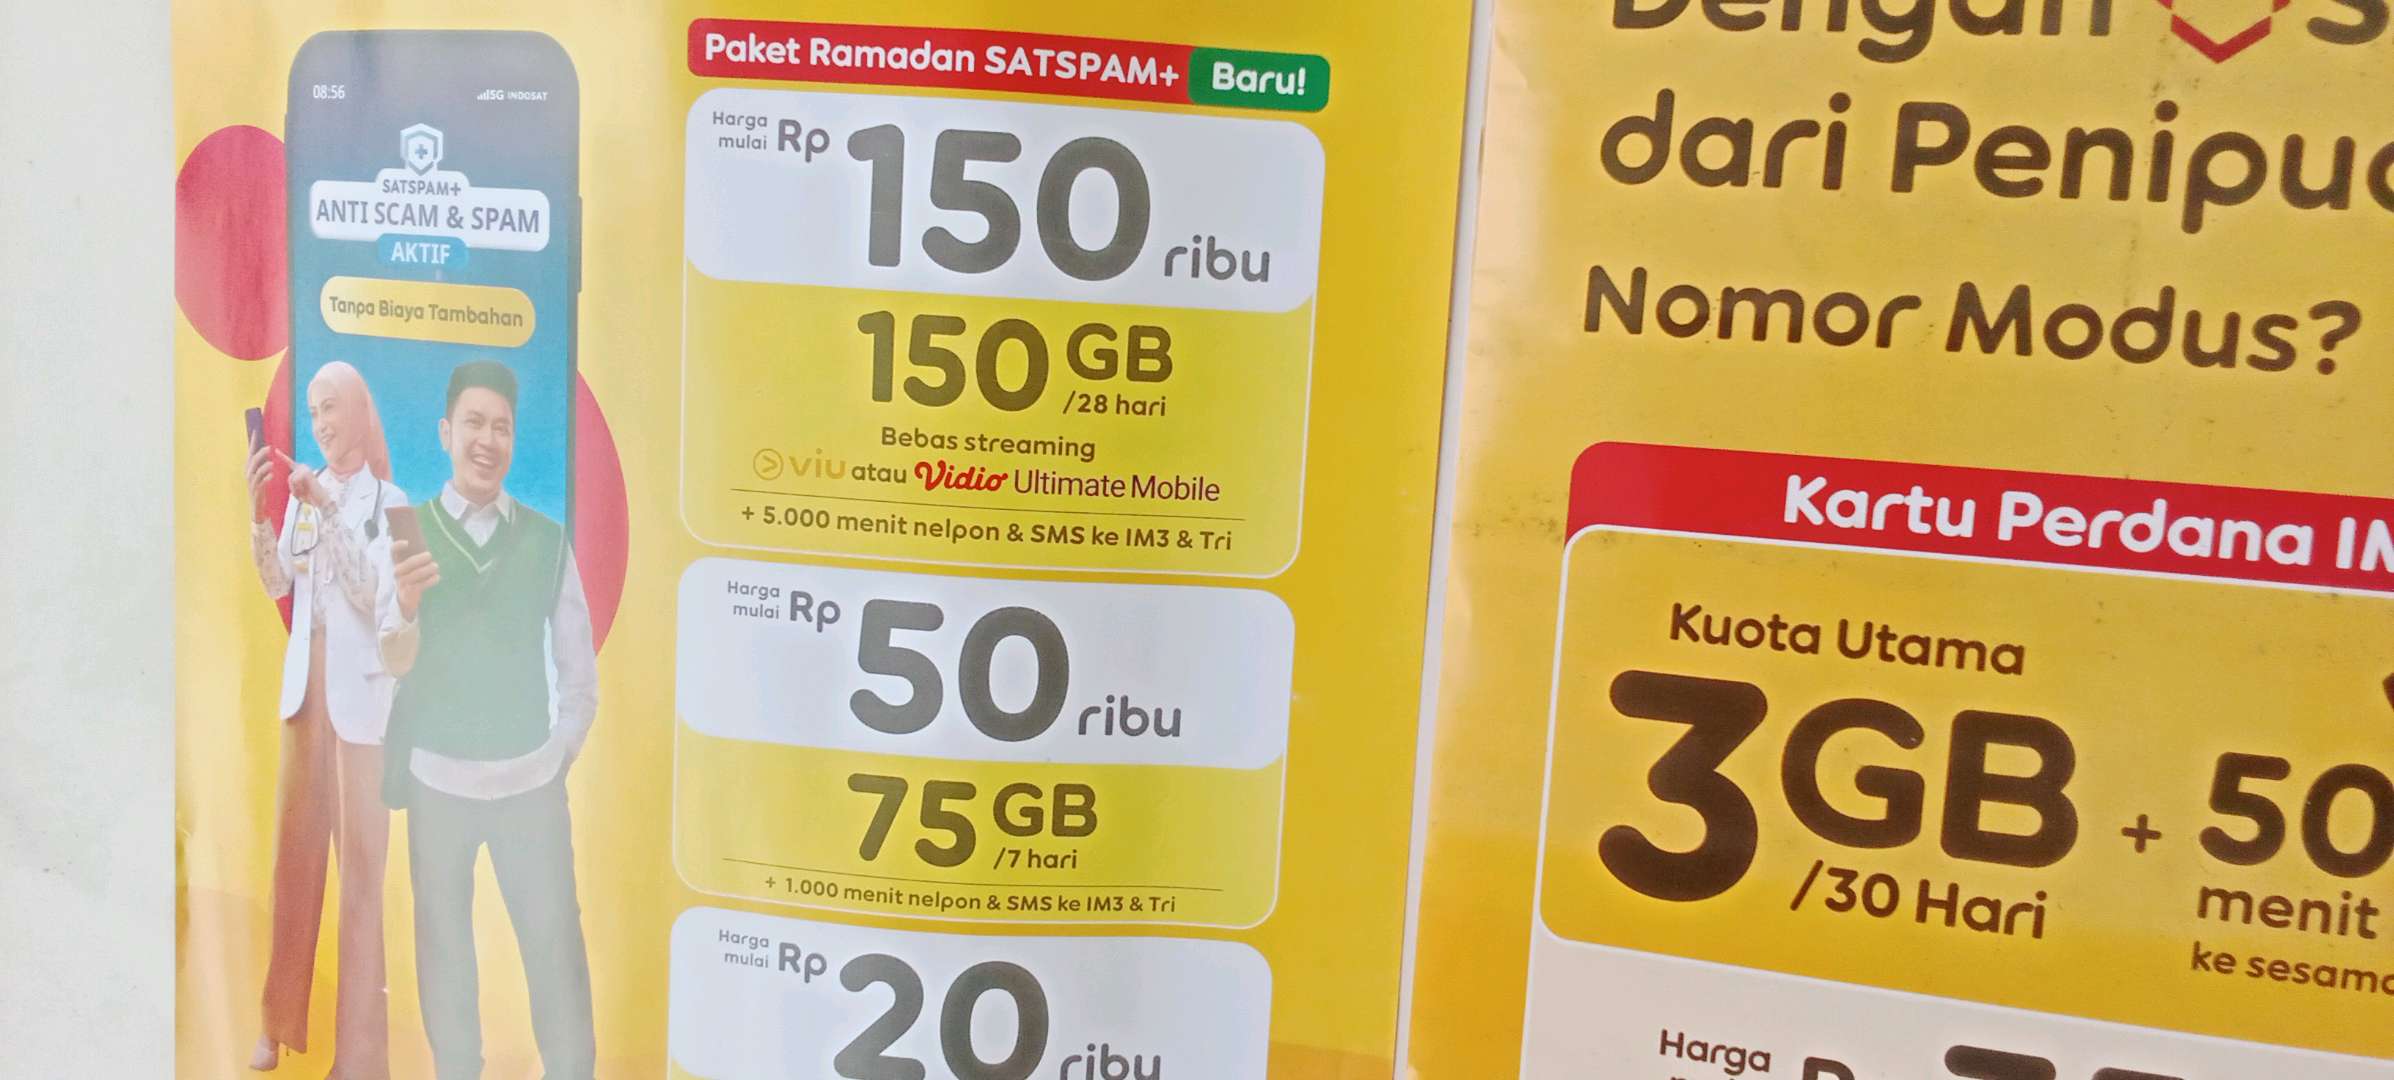 08:56
5G INDOSAT
SATSPAM+
ANTI SCAM & SPAM
AKTIF
Tanpa Biaya Tambahan
Paket Ramadan SATSPAM+ Baru!
Harga mulai Rp 150 ribu
150 GB
/28 hari
Bebas streaming
viu atau Vidio Ultimate Mobile
+ 5.000 menit nelpon & SMS ke IM3 & Tri
Harga mulai Rp 50 ribu
75 GB
/7 hari
+ 1.000 menit nelpon & SMS ke IM3 & Tri
Harga mulai Rp 20 ribu
Dengan
dari
Nomor Modus?
Kartu Perdana
Kuota Utama
3GB
/30 Hari
+ 50
menit
ke
Harga